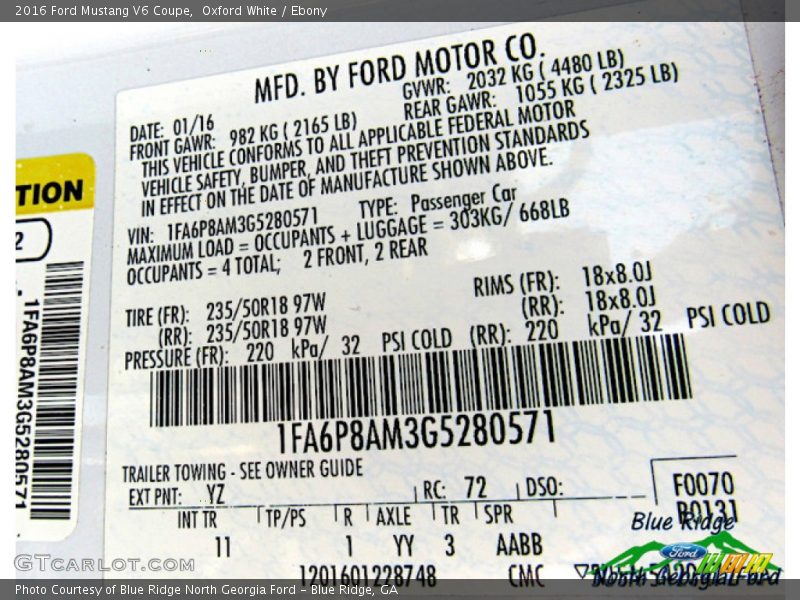 2016 Ford Mustang V6 Coupe,  Oxford White / Ebony
MFD. BY FORD MOTOR CO.
DATE: 01/16 GVWR: 2032 KG ( 4480 LB)
FRONT GAWR: 982 KG ( 2165 LB) REAR GAWR: 1055 KG ( 2325 LB)
THIS VEHICLE CONFORMS TO ALL APPLICABLE FEDERAL MOTOR
VEHICLE SAFETY, BUMPER, AND THEFT PREVENTION STANDARDS
IN EFFECT ON THE DATE OF MANUFACTURE SHOWN ABOVE.
VIN: 1FA6P8AM3G5280571 TYPE: Passenger Car
MAXIMUM LOAD = OCCUPANTS + LUGGAGE = 303KG/ 668LB
OCCUPANTS = 4 TOTAL; 2 FRONT, 2 REAR
TIRE (FR): 235/50R18 97W RIMS (FR): 18x8.0J
(RR): 235/50R18 97W (RR): 18x8.0J
PRESSURE (FR): 220 kPa/ 32 PSI COLD (RR): 220 kPa/ 32 PSI COLD
1FA6P8AM3G5280571
TRAILER TOWING - SEE OWNER GUIDE
EXT PNT: YZ RC: 72 DSO: F0070
INT TR TP/PS R AXLE TR SPR B0131
11 1 YY 3 AABB
1201601228748 CMC
TION
2
1FA6P8AM3G5280571
Blue Ridge
Ford
North Georgia Ford
GTCARLOT.COM
Photo Courtesy of Blue Ridge North Georgia Ford – Blue Ridge, GA